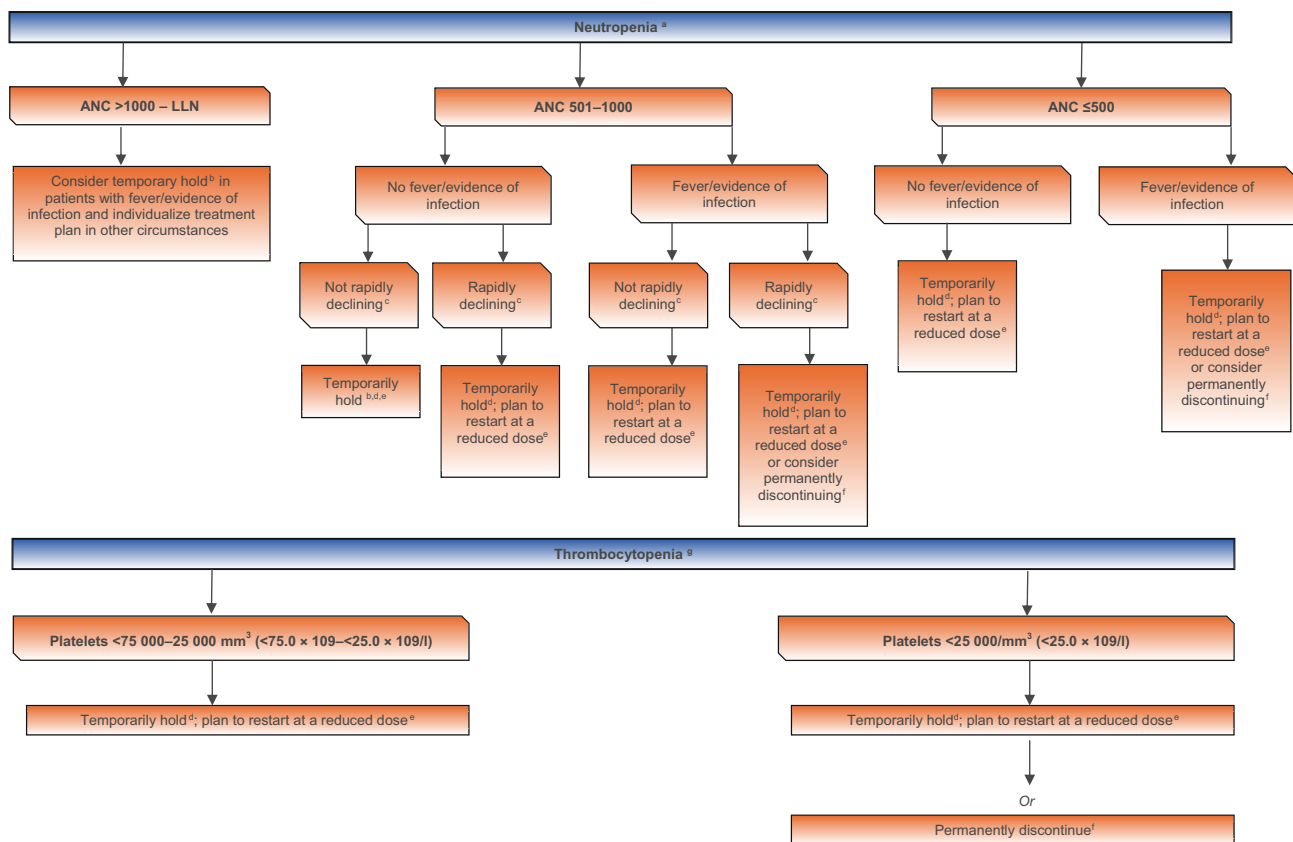 Neutropenia a
ANC >1000 – LLN
ANC 501–1000
ANC ≤500
Consider temporary hold b in
patients with fever/evidence of
infection and individualize treatment
plan in other circumstances
No fever/evidence of
infection
Fever/evidence of
infection
No fever/evidence of
infection
Fever/evidence of
infection
Not rapidly
declining c
Rapidly
declining c
Not rapidly
declining c
Rapidly
declining c
Temporarily
hold b,d,e
Temporarily
hold d; plan to
restart at a
reduced dose e
Temporarily
hold d; plan to
restart at a
reduced dose e
Temporarily
hold d; plan to
restart at a
reduced dose e
or consider
permanently
discontinuing f
Temporarily
hold d; plan to
restart at a
reduced dose e
Temporarily
hold d; plan to
restart at a
reduced dose e
or consider
permanently
discontinuing f
Thrombocytopenia g
Platelets <75 000–25 000 mm3 (<75.0 × 109–<25.0 × 109/l)
Platelets <25 000/mm3 (<25.0 × 109/l)
Temporarily hold d; plan to restart at a reduced dose e
Temporarily hold d; plan to restart at a reduced dose e
Or
Permanently discontinue f